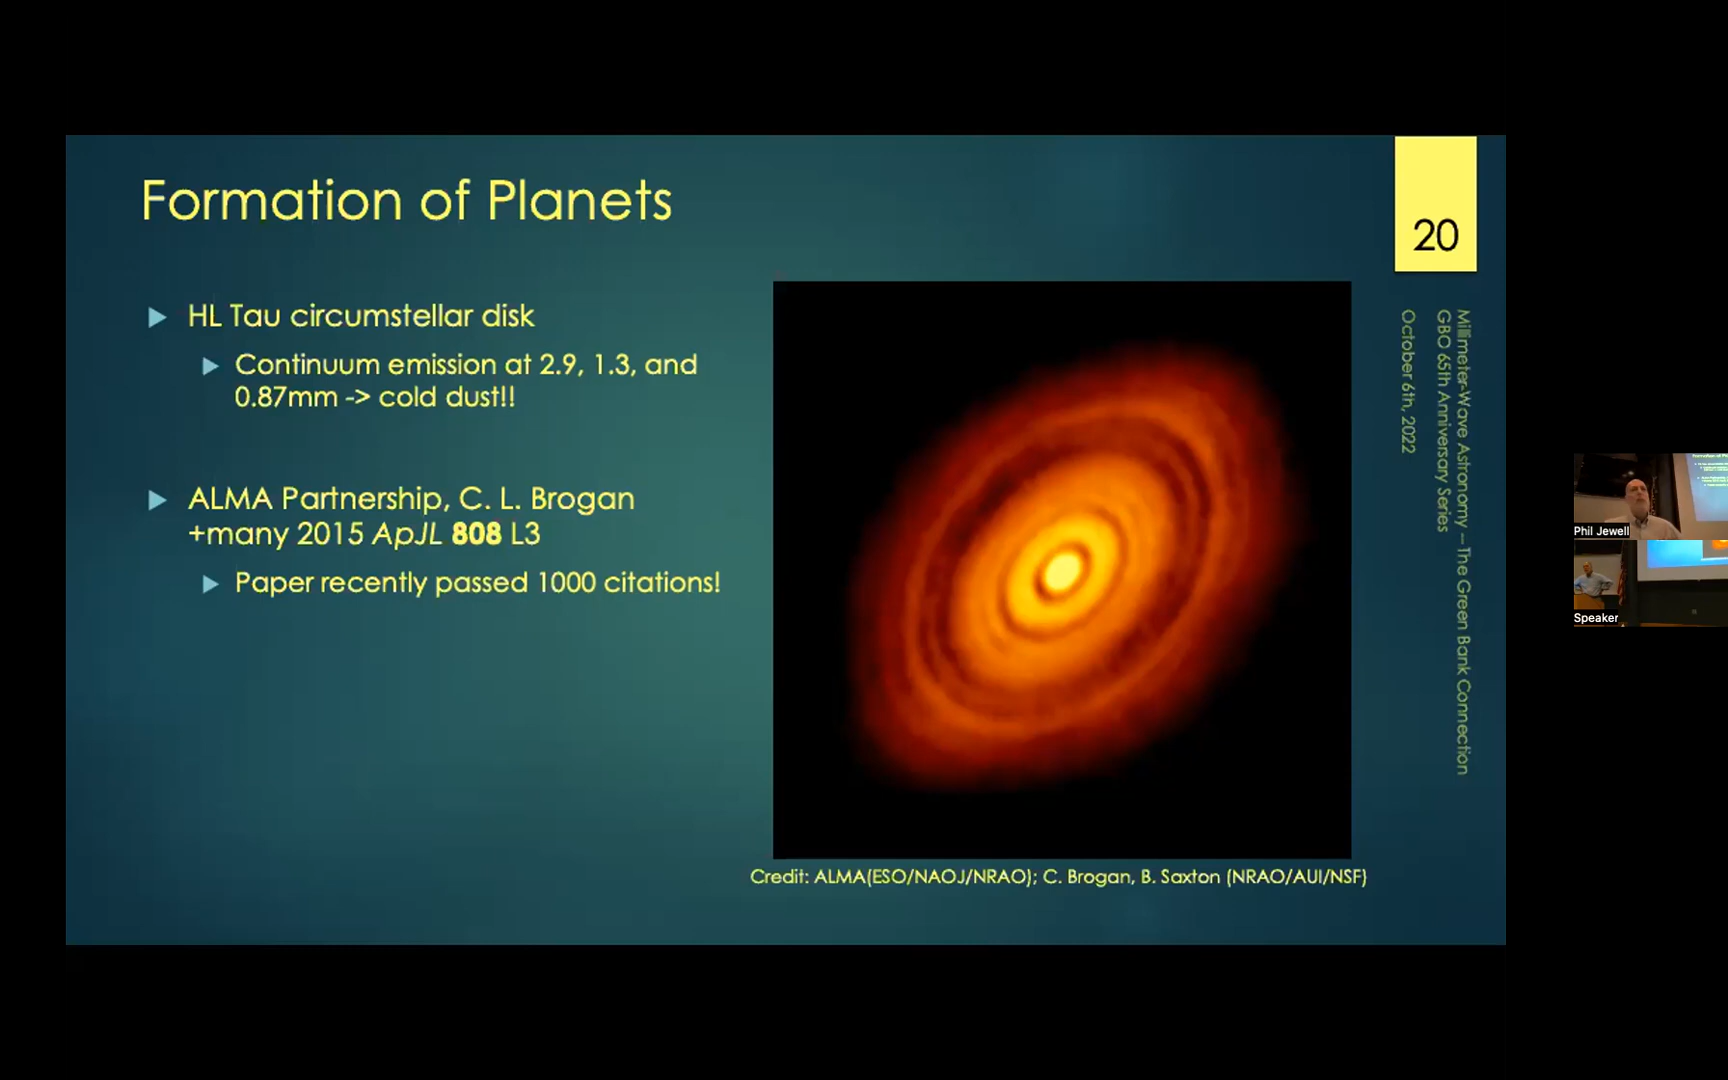 Formation of Planets
20
HL Tau circumstellar disk
Continuum emission at 2.9, 1.3, and
0.87mm -> cold dust!!
ALMA Partnership, C. L. Brogan
+many 2015 ApJL 808 L3
Paper recently passed 1000 citations!
Credit: ALMA(ESO/NAOJ/NRAO); C. Brogan, B. Saxton (NRAO/AUI/NSF)
Millimeter-Wave Astronomy – The Green Bank Connection
GBO 65th Anniversary Series
October 6th, 2022
Phil Jewell
Speaker